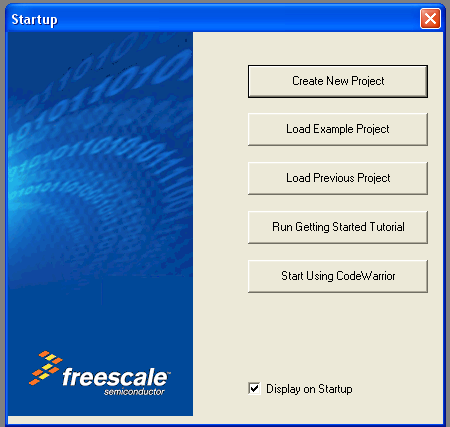 Startup
Create New Project
Load Example Project
Load Previous Project
Run Getting Started Tutorial
Start Using CodeWarrior
freescale™
semiconductor
Display on Startup